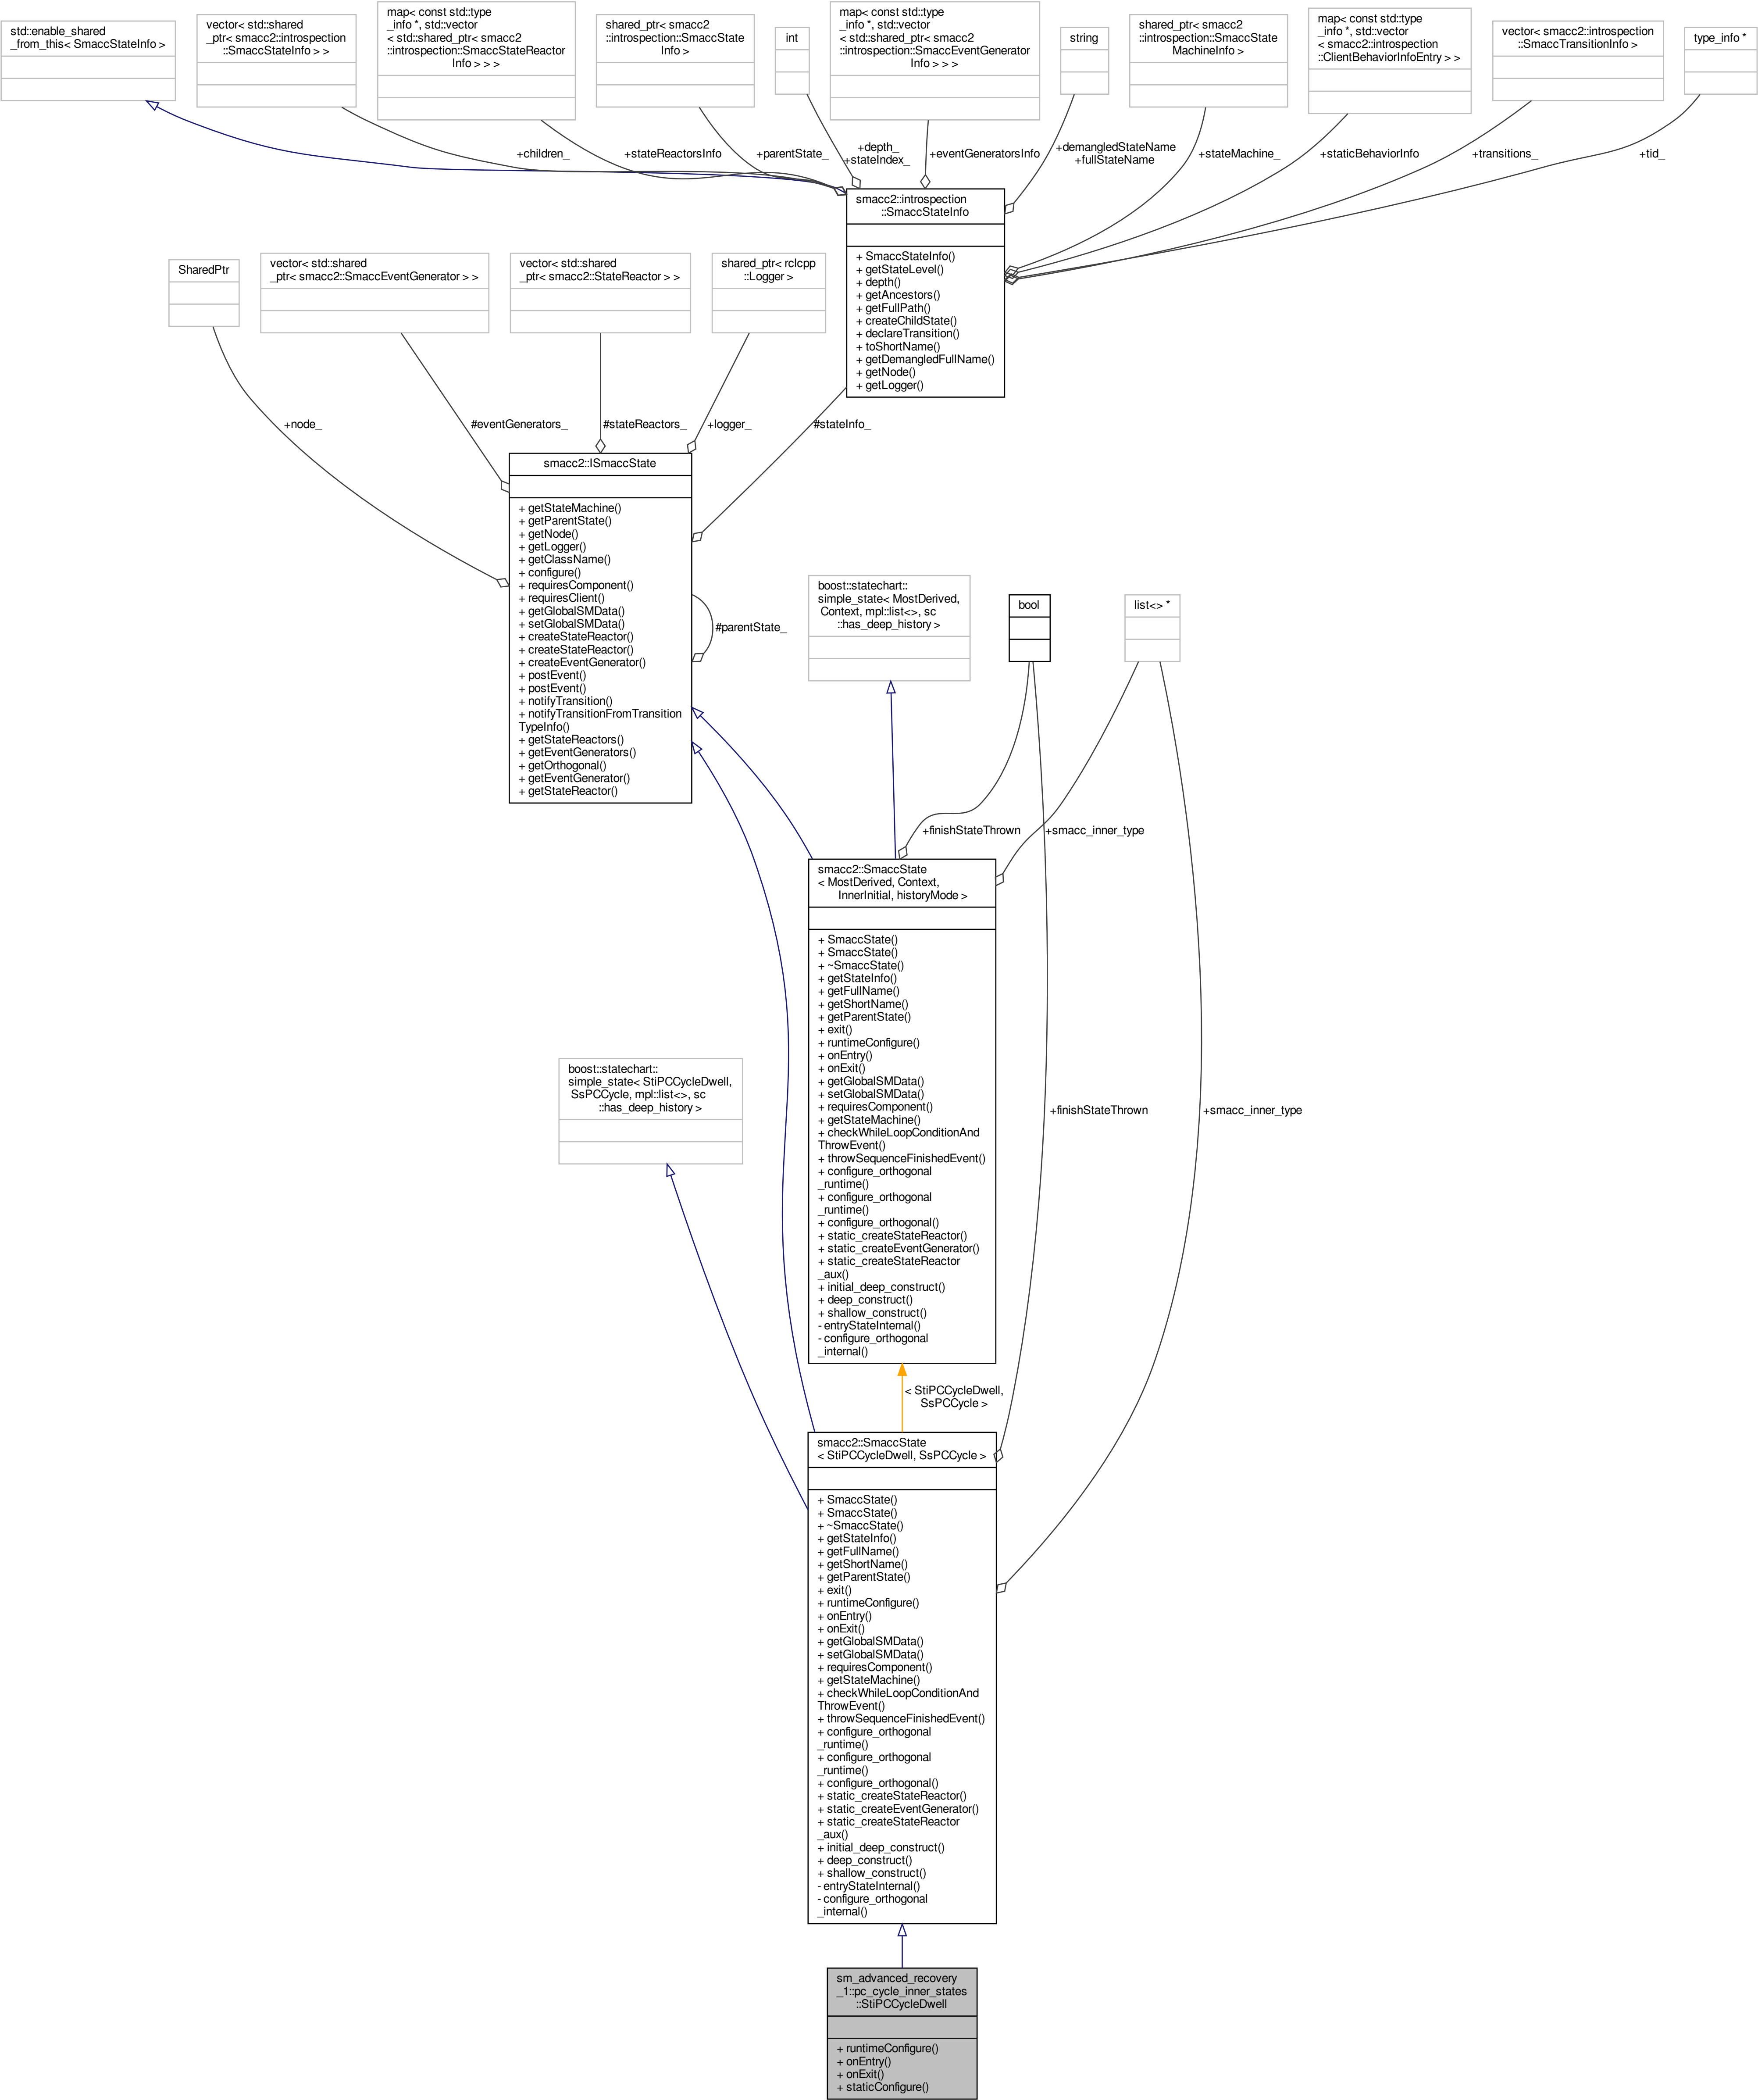 std::enable_shared
_from_this< SmaccStateInfo >
vector< std::shared
_ptr< smacc2::introspection
::SmaccStateInfo > >
map< const std::type
_info *, std::vector
< std::shared_ptr< smacc2
::introspection::SmaccStateReactor
Info > > >
shared_ptr< smacc2
::introspection::SmaccState
Info >
int
map< const std::type
_info *, std::vector
< std::shared_ptr< smacc2
::introspection::SmaccEventGenerator
Info > > >
string
shared_ptr< smacc2
::introspection::SmaccState
MachineInfo >
map< const std::type
_info *, std::vector
< smacc2::introspection
::ClientBehaviorInfoEntry > >
vector< smacc2::introspection
::SmaccTransitionInfo >
type_info *
+children_
+stateReactorsInfo
+parentState_
+depth_
+stateIndex_
+eventGeneratorsInfo
+demangledStateName
+fullStateName
+stateMachine_
+staticBehaviorInfo
+transitions_
+tid_
smacc2::introspection
::SmaccStateInfo
+ SmaccStateInfo()
+ getStateLevel()
+ depth()
+ getAncestors()
+ getFullPath()
+ createChildState()
+ declareTransition()
+ toShortName()
+ getDemangledFullName()
+ getNode()
+ getLogger()
SharedPtr
vector< std::shared
_ptr< smacc2::SmaccEventGenerator > >
vector< std::shared
_ptr< smacc2::StateReactor > >
shared_ptr< rclcpp
::Logger >
+node_
#eventGenerators_
#stateReactors_
+logger_
#stateInfo_
smacc2::ISmaccState
+ getStateMachine()
+ getParentState()
+ getNode()
+ getLogger()
+ getClassName()
+ configure()
+ requiresComponent()
+ requiresClient()
+ getGlobalSMData()
+ setGlobalSMData()
+ createStateReactor()
+ createStateReactor()
+ createEventGenerator()
+ postEvent()
+ postEvent()
+ notifyTransition()
+ notifyTransitionFromTransition
TypeInfo()
+ getStateReactors()
+ getEventGenerators()
+ getOrthogonal()
+ getEventGenerator()
+ getStateReactor()
#parentState_
boost::statechart::
simple_state< MostDerived,
Context, mpl::list<>, sc
::has_deep_history >
bool
list<> *
+finishStateThrown
+smacc_inner_type
smacc2::SmaccState
< MostDerived, Context,
InnerInitial, historyMode >
+ SmaccState()
+ SmaccState()
+ ~SmaccState()
+ getStateInfo()
+ getFullName()
+ getShortName()
+ getParentState()
+ exit()
+ runtimeConfigure()
+ onEntry()
+ onExit()
+ getGlobalSMData()
+ setGlobalSMData()
+ requiresComponent()
+ getStateMachine()
+ checkWhileLoopConditionAnd
ThrowEvent()
+ throwSequenceFinishedEvent()
+ configure_orthogonal
_runtime()
+ configure_orthogonal
_runtime()
+ configure_orthogonal()
+ static_createStateReactor()
+ static_createEventGenerator()
+ static_createStateReactor
_aux()
+ initial_deep_construct()
+ deep_construct()
+ shallow_construct()
- entryStateInternal()
- configure_orthogonal
_internal()
boost::statechart::
simple_state< StiPCCycleDwell,
SsPCCycle, mpl::list<>, sc
::has_deep_history >
+finishStateThrown
+smacc_inner_type
< StiPCCycleDwell,
SsPCCycle >
smacc2::SmaccState
< StiPCCycleDwell, SsPCCycle >
+ SmaccState()
+ SmaccState()
+ ~SmaccState()
+ getStateInfo()
+ getFullName()
+ getShortName()
+ getParentState()
+ exit()
+ runtimeConfigure()
+ onEntry()
+ onExit()
+ getGlobalSMData()
+ setGlobalSMData()
+ requiresComponent()
+ getStateMachine()
+ checkWhileLoopConditionAnd
ThrowEvent()
+ throwSequenceFinishedEvent()
+ configure_orthogonal
_runtime()
+ configure_orthogonal
_runtime()
+ configure_orthogonal()
+ static_createStateReactor()
+ static_createEventGenerator()
+ static_createStateReactor
_aux()
+ initial_deep_construct()
+ deep_construct()
+ shallow_construct()
- entryStateInternal()
- configure_orthogonal
_internal()
sm_advanced_recovery
_1::pc_cycle_inner_states
::StiPCCycleDwell
+ runtimeConfigure()
+ onEntry()
+ onExit()
+ staticConfigure()